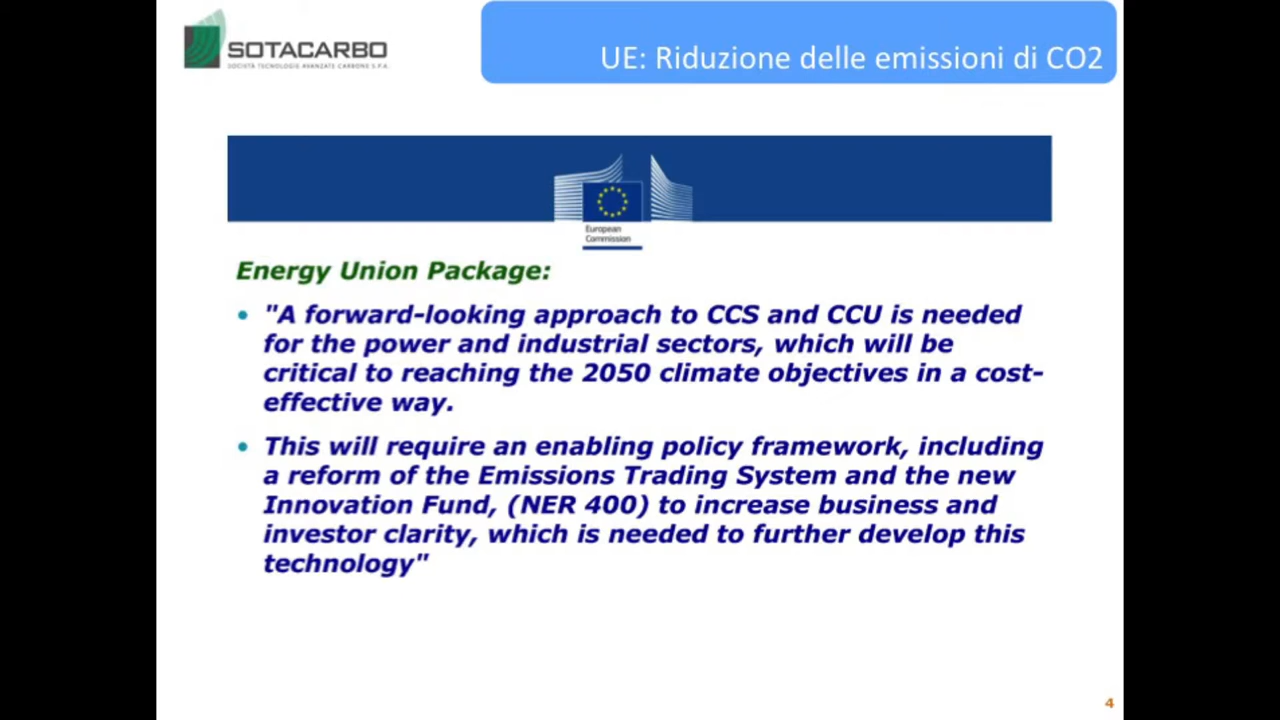 SOTACARBO
SOCIETÀ TECNOLOGIE AVANZATE CARBONE S.P.A.
UE: Riduzione delle emissioni di CO2
European
Commission
Energy Union Package:
• "A forward-looking approach to CCS and CCU is needed
for the power and industrial sectors, which will be
critical to reaching the 2050 climate objectives in a cost-
effective way.
• This will require an enabling policy framework, including
a reform of the Emissions Trading System and the new
Innovation Fund, (NER 400) to increase business and
investor clarity, which is needed to further develop this
technology"
4